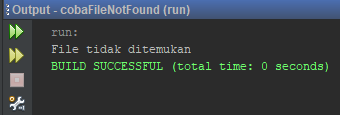 Output - cobaFileNotFound (run)
run:
File tidak ditemukan
BUILD SUCCESSFUL (total time: 0 seconds)